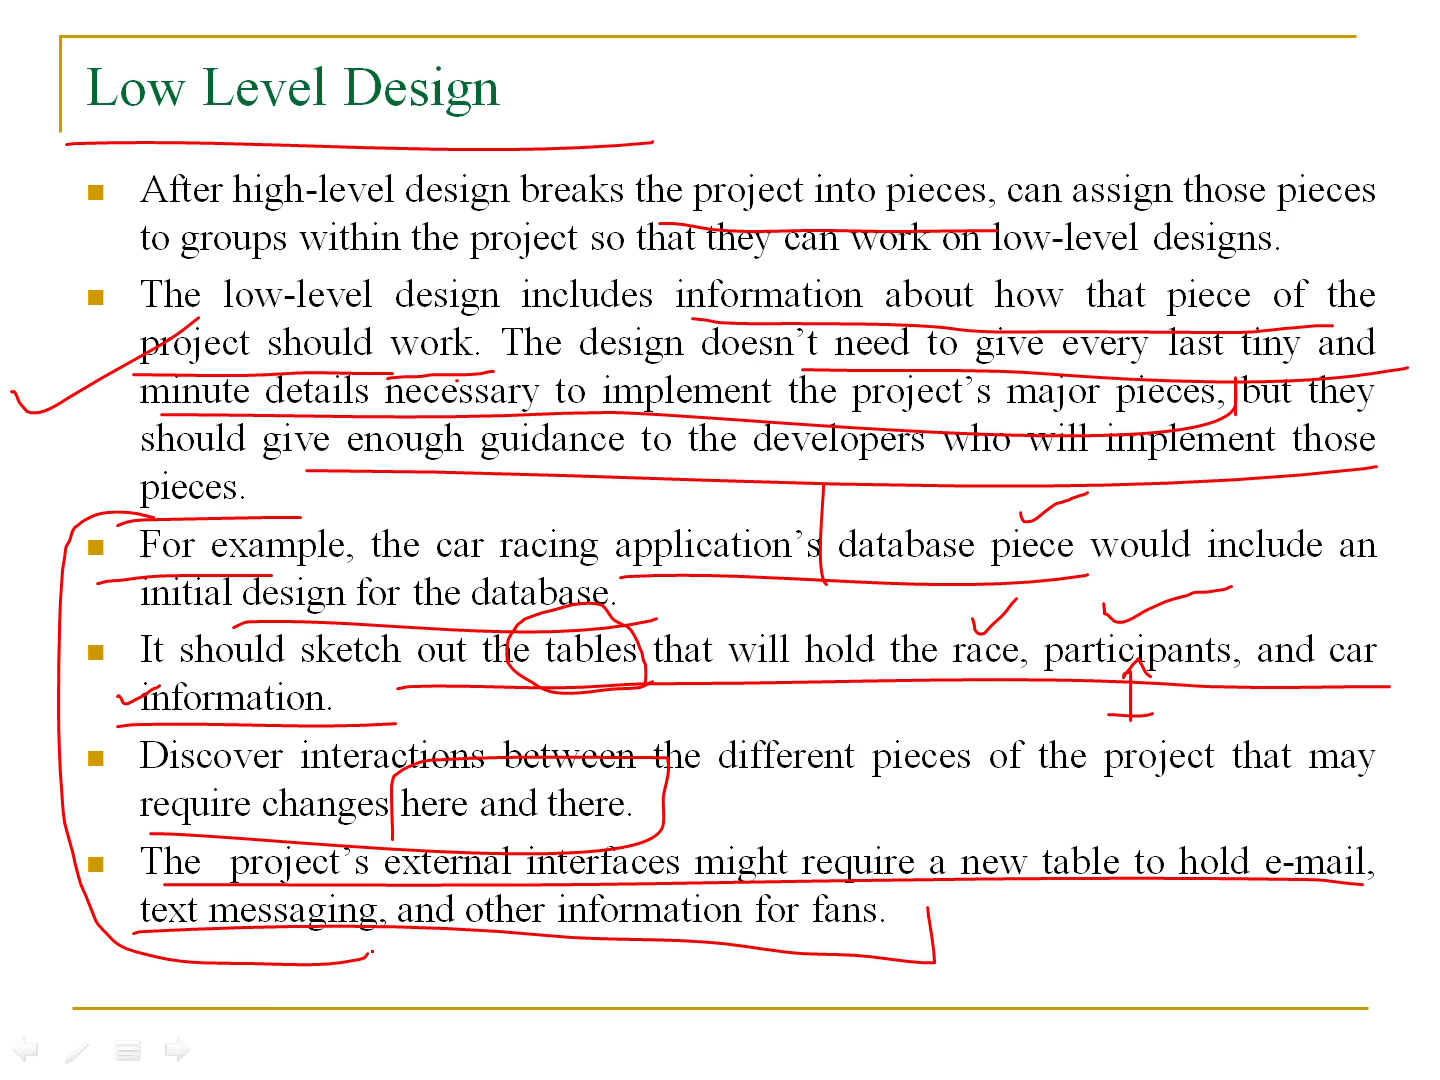 Low Level Design
After high-level design breaks the project into pieces, can assign those pieces
to groups within the project so that they can work on low-level designs.
The low-level design includes information about how that piece of the
project should work. The design doesn’t need to give every last tiny and
minute details necessary to implement the project’s major pieces, but they
should give enough guidance to the developers who will implement those
pieces.
For example, the car racing application’s database piece would include an
initial design for the database.
It should sketch out the tables that will hold the race, participants, and car
information.
Discover interactions between the different pieces of the project that may
require changes here and there.
The project’s external interfaces might require a new table to hold e-mail,
text messaging, and other information for fans.